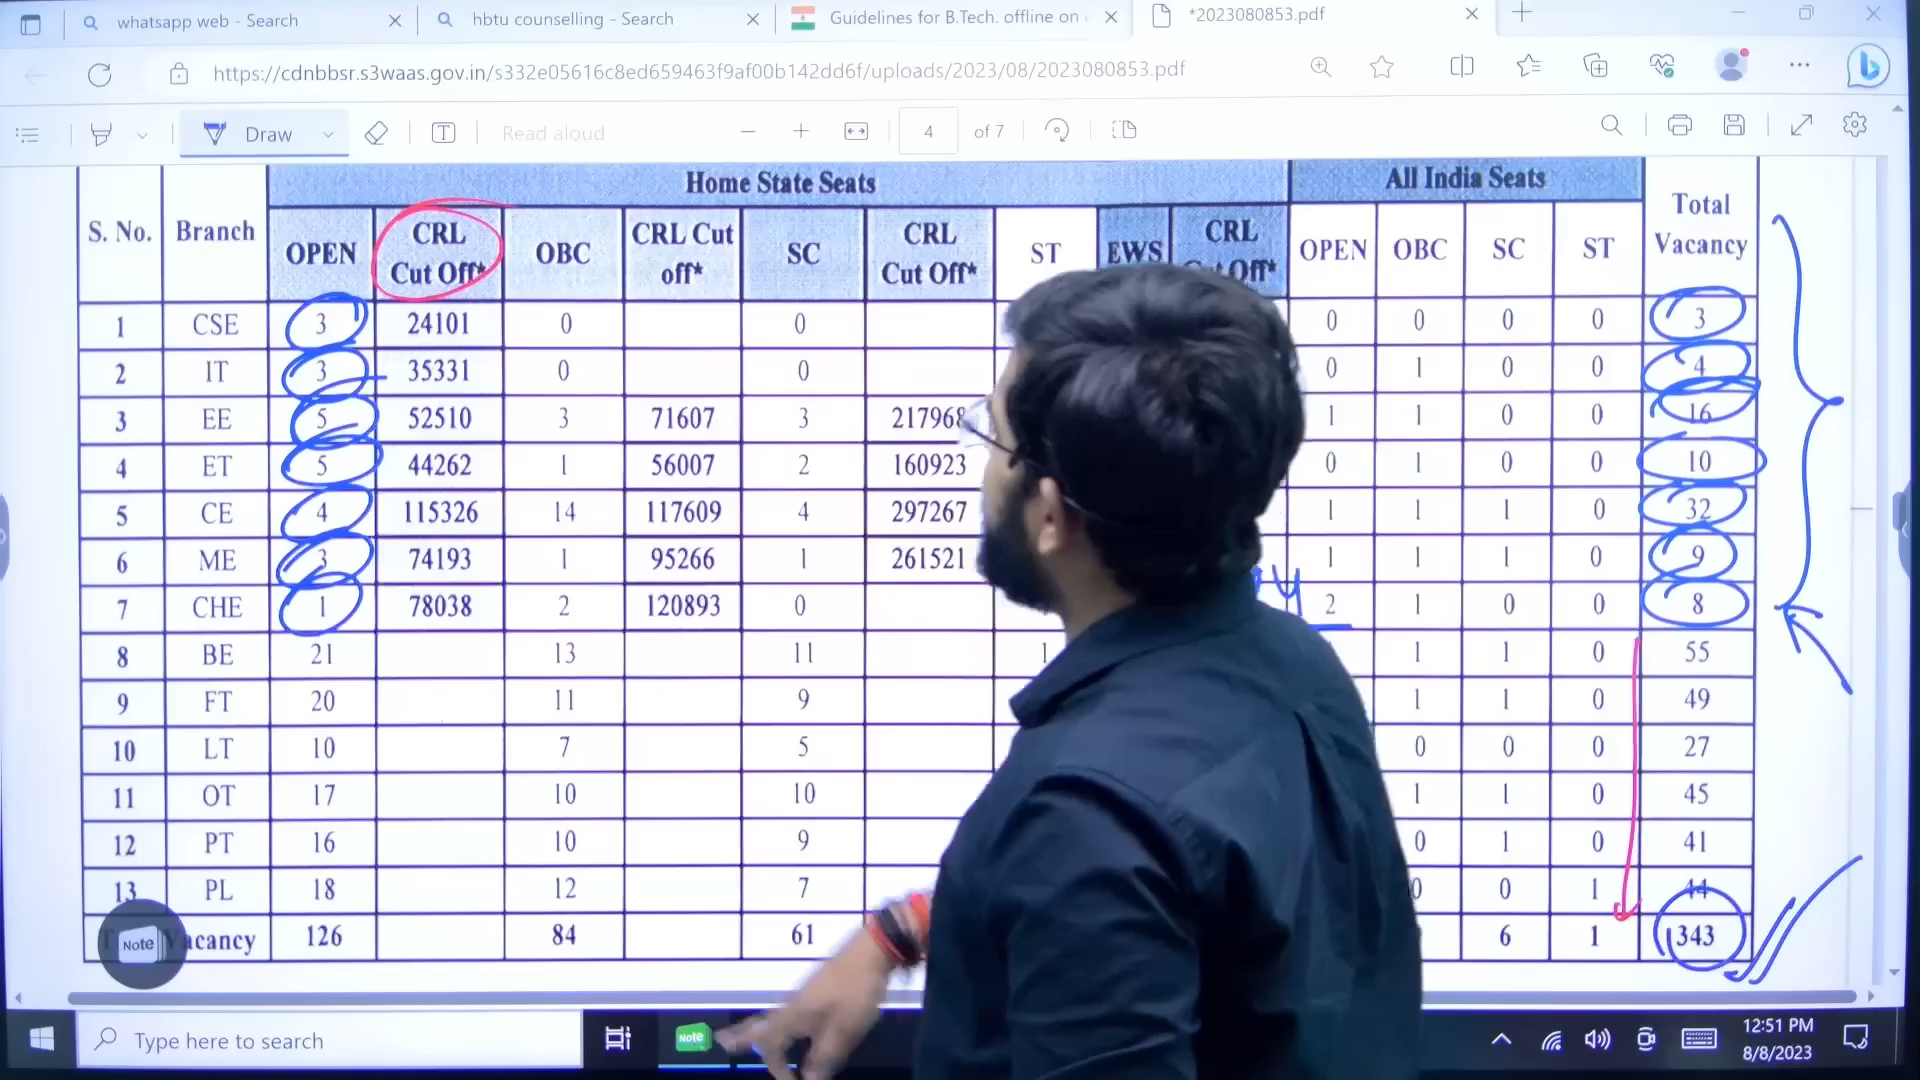 whatsapp web - Search
hbtu counselling - Search
Guidelines for B.Tech. offline on
*2023080853.pdf
https://cdnbbsr.s3waas.gov.in/s332e05616c8ed659463f9af00b142dd6f/uploads/2023/08/2023080853.pdf
Draw
T
Read aloud
4 of 7
Home State Seats All India Seats
S. No. Branch OPEN CRL Cut Off* OBC CRL Cut off* SC CRL Cut Off* ST EWS CRL Off* OPEN OBC SC ST Total Vacancy
1 CSE 3 24101 0 0 0 0 0 0 3
2 IT 3 35331 0 0 0 1 0 0 4
3 EE 5 52510 3 71607 3 217968 1 1 0 0 16
4 ET 5 44262 1 56007 2 160923 0 1 0 0 10
5 CE 4 115326 14 117609 4 297267 1 1 1 0 32
6 ME 3 74193 1 95266 1 261521 1 1 1 0 9
7 CHE 1 78038 2 120893 0 2 1 0 0 8
8 BE 21 13 11 1 1 1 0 55
9 FT 20 11 9 1 1 0 49
10 LT 10 7 5 0 0 0 27
11 OT 17 10 10 1 1 0 45
12 PT 16 10 9 0 1 0 41
13 PL 18 12 7 0 0 1 44
Vacancy 126 84 61 6 1 343
Note
Type here to search
Note
12:51 PM
8/8/2023